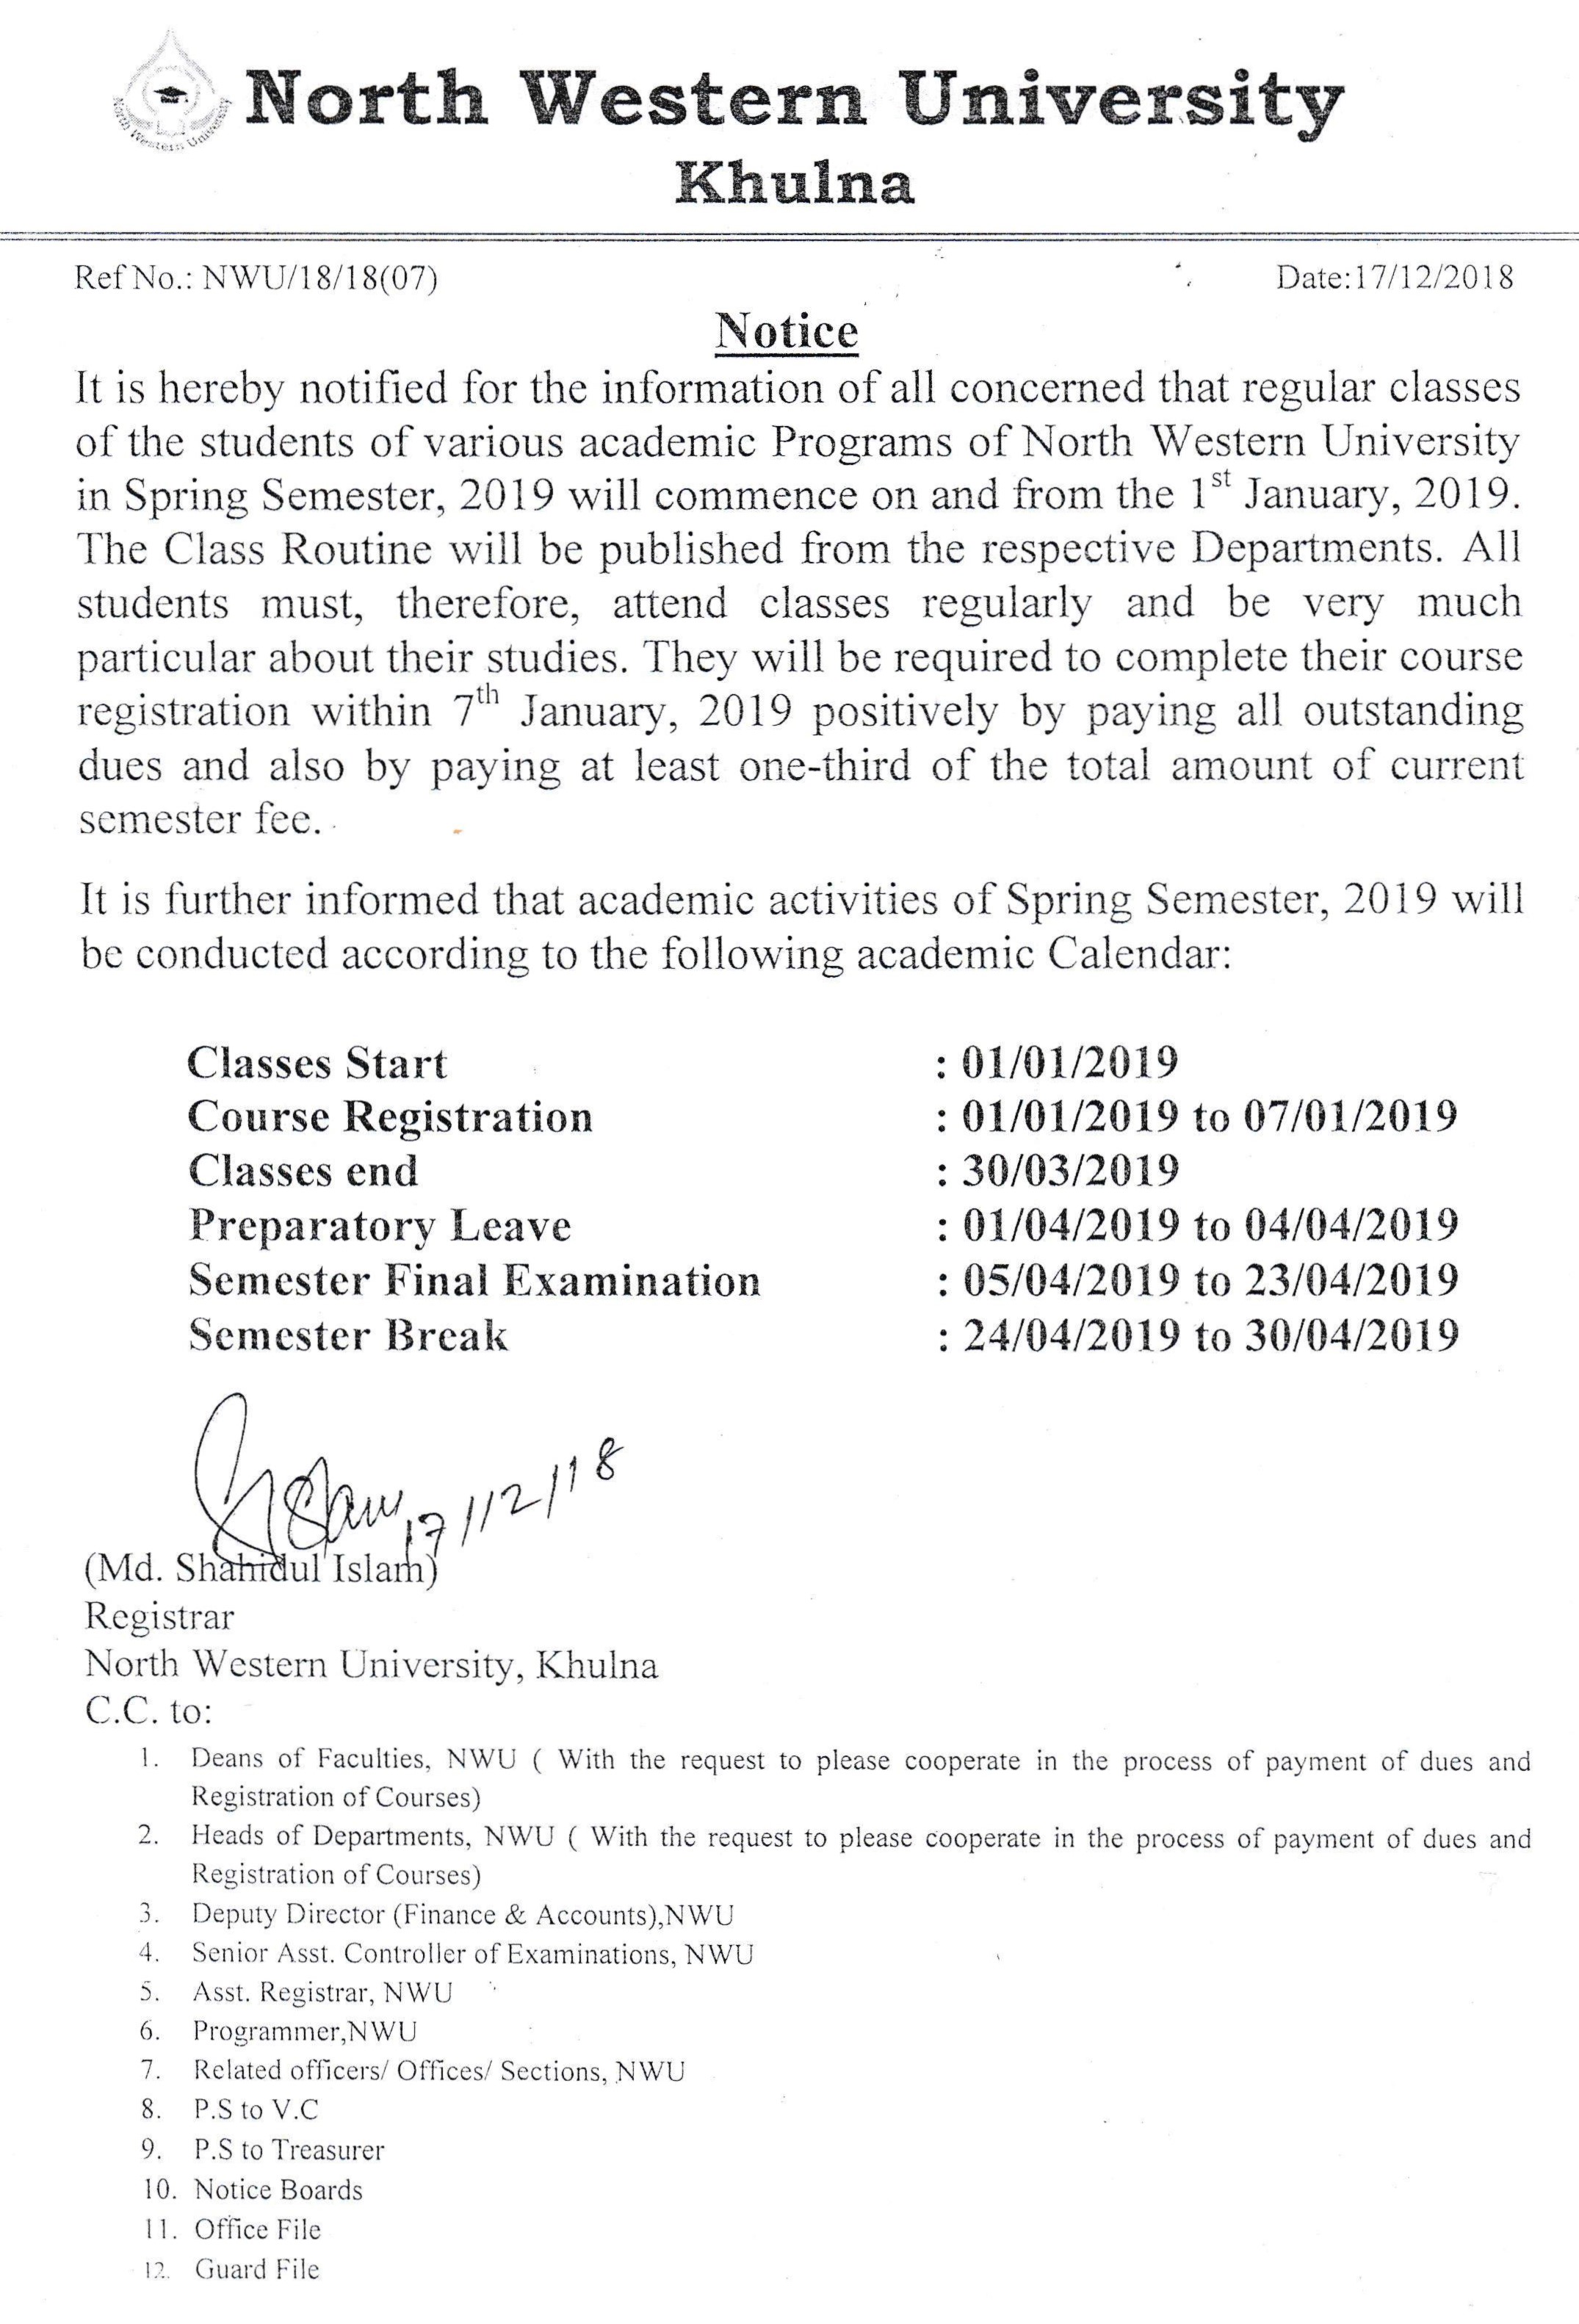 North Western University
North Western University
Khulna
Ref No.: NWU/18/18(07) Date:17/12/2018
Notice
It is hereby notified for the information of all concerned that regular classes
of the students of various academic Programs of North Western University
in Spring Semester, 2019 will commence on and from the 1st January, 2019.
The Class Routine will be published from the respective Departments. All
students must, therefore, attend classes regularly and be very much
particular about their studies. They will be required to complete their course
registration within 7th January, 2019 positively by paying all outstanding
dues and also by paying at least one-third of the total amount of current
semester fee.
It is further informed that academic activities of Spring Semester, 2019 will
be conducted according to the following academic Calendar:
Classes Start : 01/01/2019
Course Registration : 01/01/2019 to 07/01/2019
Classes end : 30/03/2019
Preparatory Leave : 01/04/2019 to 04/04/2019
Semester Final Examination : 05/04/2019 to 23/04/2019
Semester Break : 24/04/2019 to 30/04/2019
17/12/18
(Md. Shahidul Islam)
Registrar
North Western University, Khulna
C.C. to:
1. Deans of Faculties, NWU ( With the request to please cooperate in the process of payment of dues and
Registration of Courses)
2. Heads of Departments, NWU ( With the request to please cooperate in the process of payment of dues and
Registration of Courses)
3. Deputy Director (Finance & Accounts),NWU
4. Senior Asst. Controller of Examinations, NWU
5. Asst. Registrar, NWU
6. Programmer,NWU
7. Related officers/ Offices/ Sections, NWU
8. P.S to V.C
9. P.S to Treasurer
10. Notice Boards
11. Office File
12. Guard File